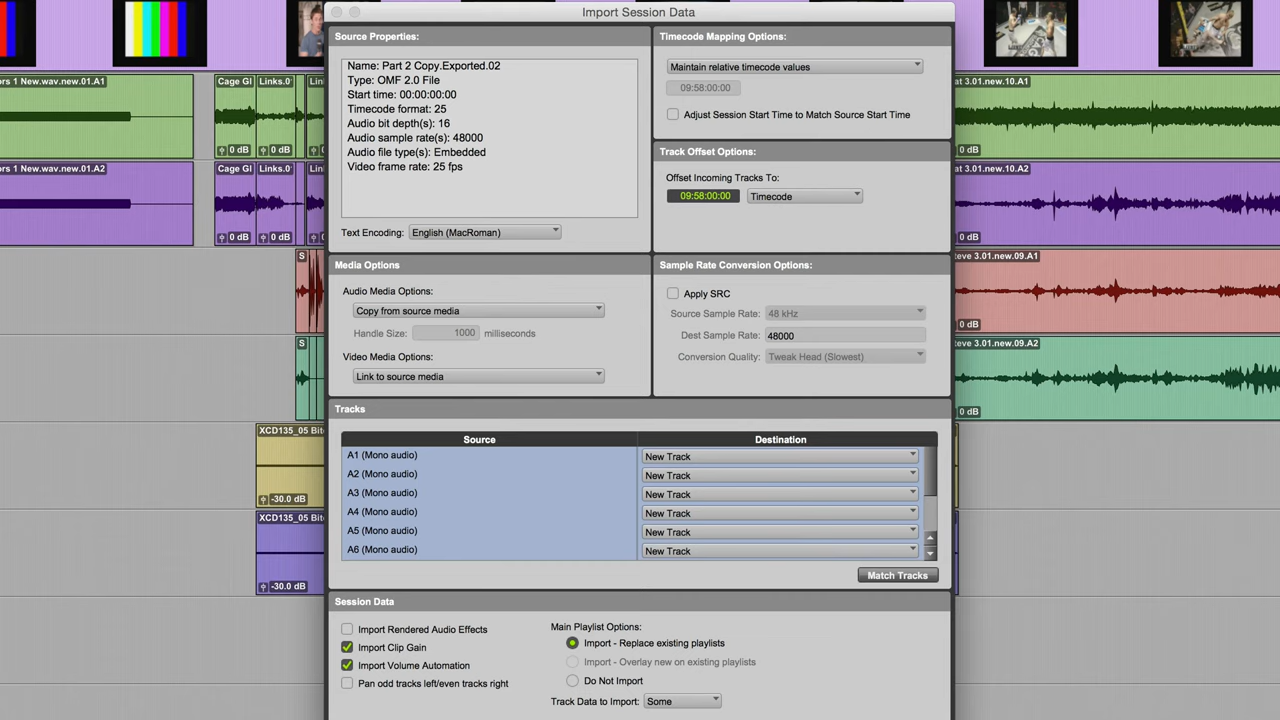 Import Session Data
Source Properties:
Name: Part 2 Copy.Exported.02
Type: OMF 2.0 File
Start time: 00:00:00:00
Timecode format: 25
Audio bit depth(s): 16
Audio sample rate(s): 48000
Audio file type(s): Embedded
Video frame rate: 25 fps
Text Encoding: English (MacRoman)
Timecode Mapping Options:
Maintain relative timecode values
09:58:00:00
Adjust Session Start Time to Match Source Start Time
Track Offset Options:
Offset Incoming Tracks To:
09:58:00:00 Timecode
Media Options
Audio Media Options:
Copy from source media
Handle Size: 1000 milliseconds
Video Media Options:
Link to source media
Sample Rate Conversion Options:
Apply SRC
Source Sample Rate: 48 kHz
Dest Sample Rate: 48000
Conversion Quality: Tweak Head (Slowest)
Tracks
Source Destination
A1 (Mono audio) New Track
A2 (Mono audio) New Track
A3 (Mono audio) New Track
A4 (Mono audio) New Track
A5 (Mono audio) New Track
A6 (Mono audio) New Track
Match Tracks
Session Data
Import Rendered Audio Effects
Import Clip Gain
Import Volume Automation
Pan odd tracks left/even tracks right
Main Playlist Options:
Import - Replace existing playlists
Import - Overlay new on existing playlists
Do Not Import
Track Data to Import: Some
ors 1 New.wav.new.01.A1
Cage Gl Links.0 Link
0 dB 0 dB
ors 1 New.wav.new.01.A2
Cage Gl Links.0 Link
0 dB 0 dB
S
S
XCD135_05 Bit
-30.0 dB
XCD135_05 Bit
-30.0 dB
at 3.01.new.10.A1
0 dB
at 3.01.new.10.A2
0 dB
teve 3.01.new.09.A1
0 dB
teve 3.01.new.09.A2
0 dB